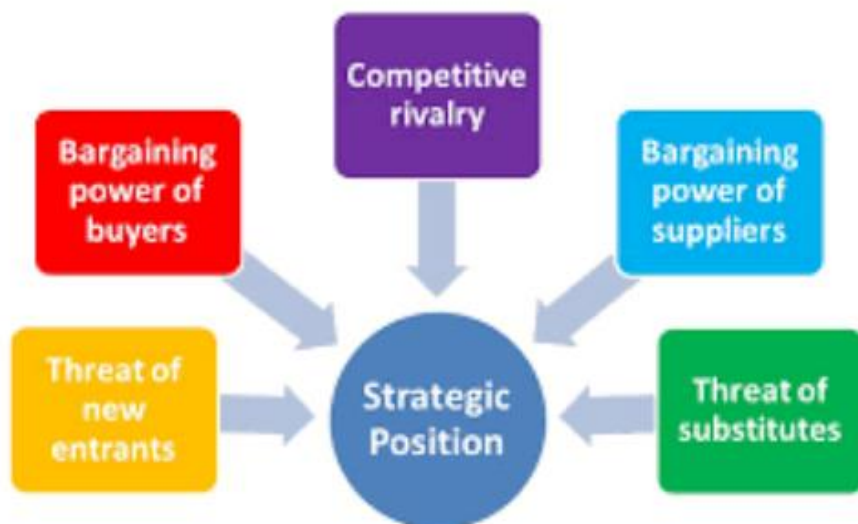 Competitive
rivalry
Bargaining
power of
buyers
Bargaining
power of
suppliers
Threat of
new
entrants
Strategic
Position
Threat of
substitutes